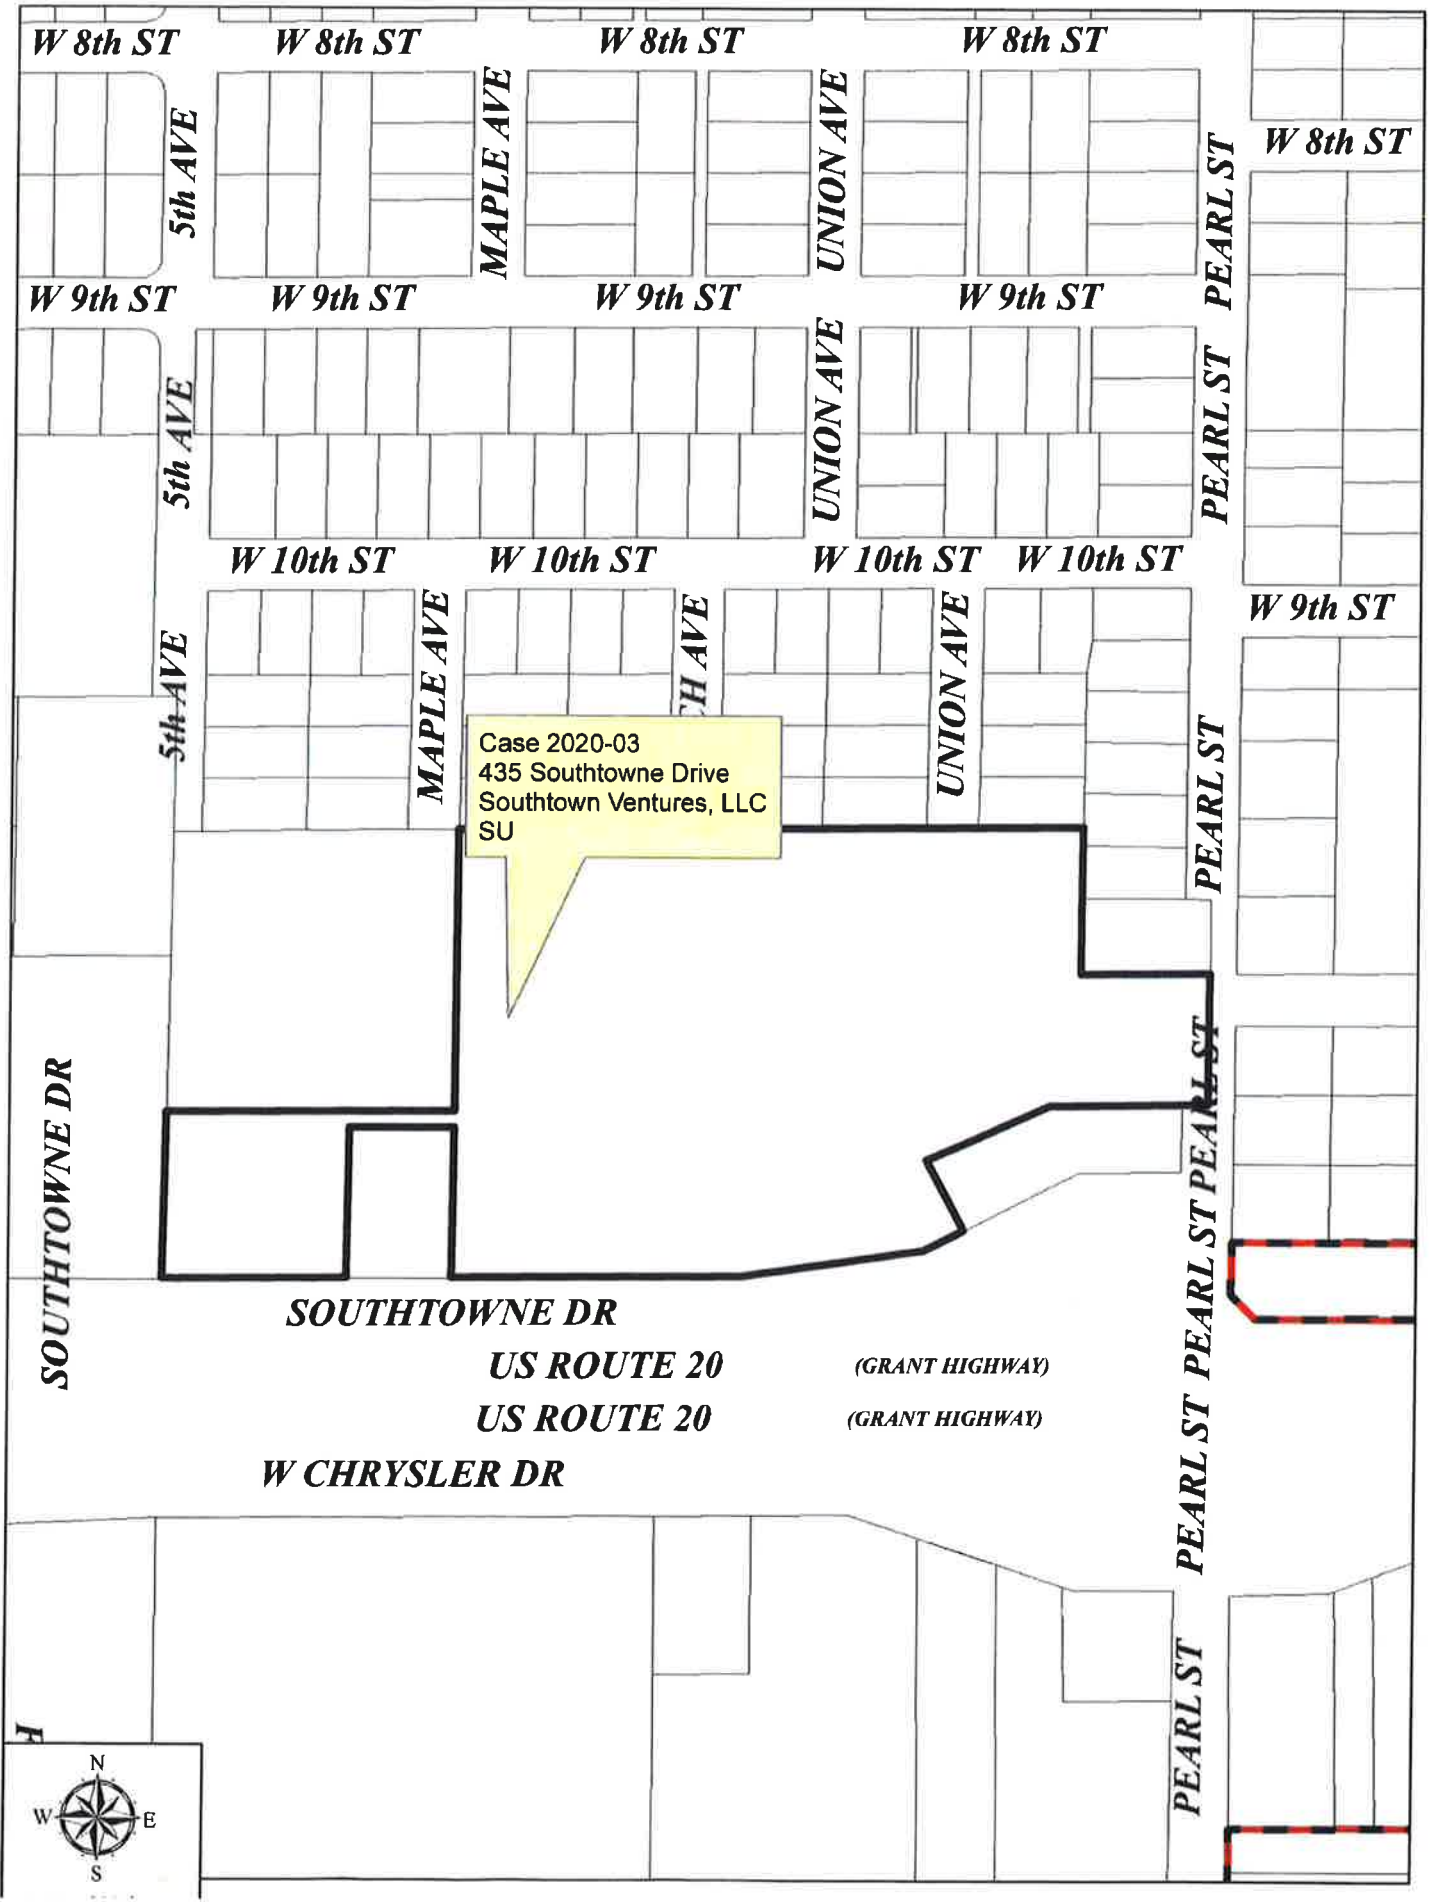 W 8th ST
W 8th ST
W 8th ST
W 8th ST
W 8th ST
5th AVE
MAPLE AVE
UNION AVE
PEARL ST
W 9th ST
W 9th ST
W 9th ST
W 9th ST
5th AVE
UNION AVE
PEARL ST
W 10th ST
W 10th ST
W 10th ST
W 10th ST
W 9th ST
5th AVE
MAPLE AVE
CH AVE
UNION AVE
PEARL ST
Case 2020-03
435 Southtowne Drive
Southtown Ventures, LLC
SU
SOUTHTOWNE DR
PEARL ST
PEARL ST
PEARL ST
PEARL ST
SOUTHTOWNE DR
US ROUTE 20
(GRANT HIGHWAY)
US ROUTE 20
(GRANT HIGHWAY)
W CHRYSLER DR
PEARL ST
H
N
W
E
S